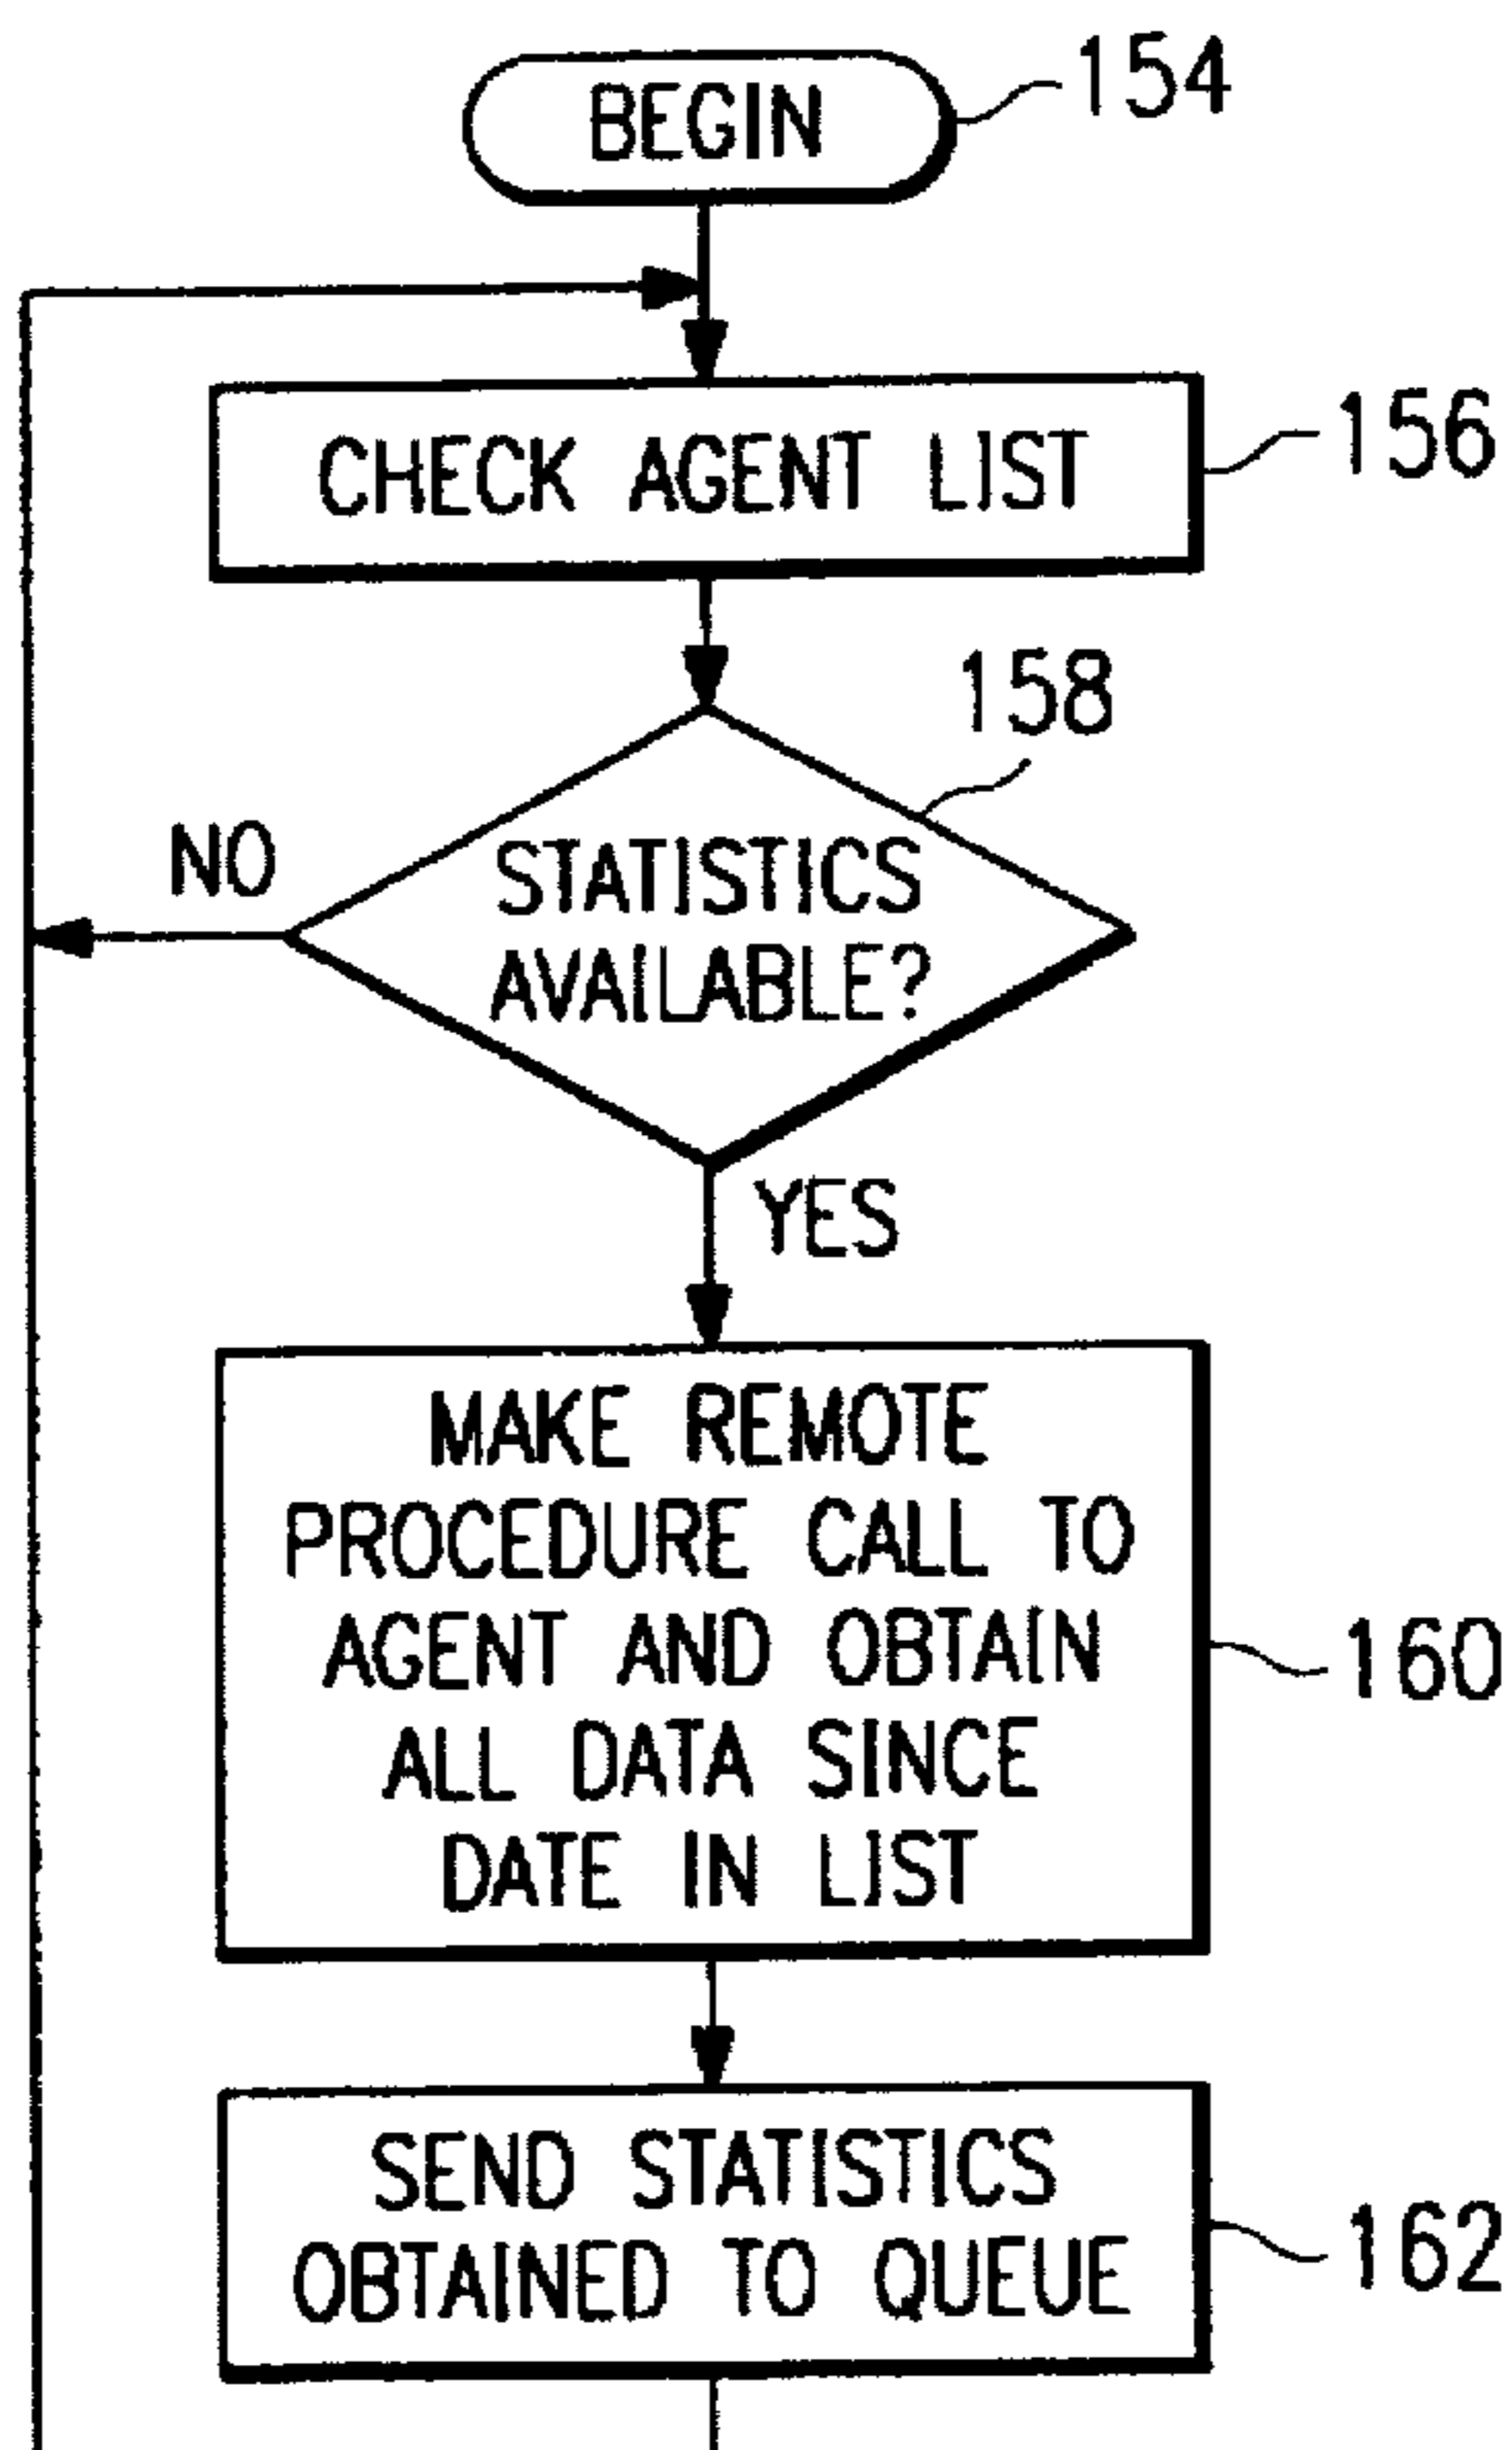 BEGIN
154
CHECK AGENT LIST
156
158
STATISTICS
AVAILABLE?
NO
YES
MAKE REMOTE
PROCEDURE CALL TO
AGENT AND OBTAIN
ALL DATA SINCE
DATE IN LIST
160
SEND STATISTICS
OBTAINED TO QUEUE
162